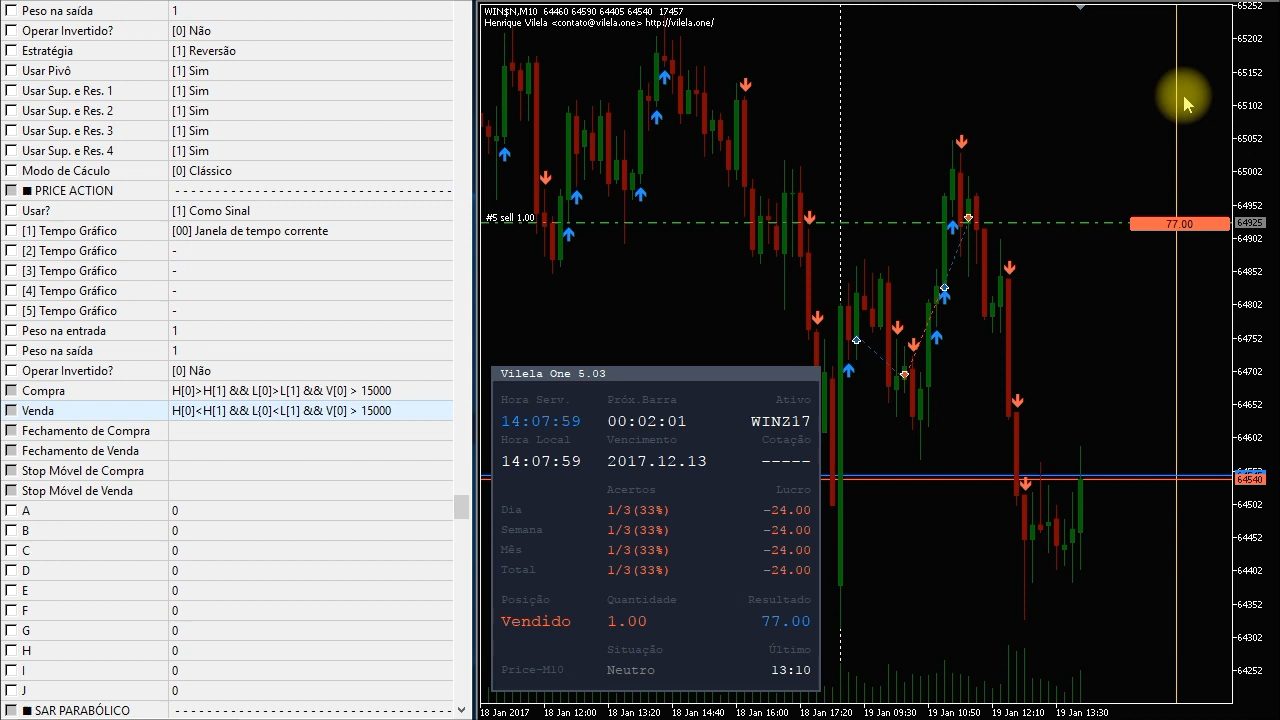 Peso na saída 1
Operar Invertido? [0] Não
Estratégia [1] Reversão
Usar Pivô [1] Sim
Usar Sup. e Res. 1 [1] Sim
Usar Sup. e Res. 2 [1] Sim
Usar Sup. e Res. 3 [1] Sim
Usar Sup. e Res. 4 [1] Sim
Modo de Cálculo [0] Clássico
■ PRICE ACTION - - - - - - - - - - - - - - - - - - - - - - - - - - - - - - - - - - -
Usar? [1] Como Sinal
[1] Tempo Gráfico [00] Janela de tempo corrente
[2] Tempo Gráfico -
[3] Tempo Gráfico -
[4] Tempo Gráfico -
[5] Tempo Gráfico -
Peso na entrada 1
Peso na saída 1
Operar Invertido? [0] Não
Compra H[0]>H[1] && L[0]>L[1] && V[0] > 15000
Venda H[0]<H[1] && L[0]<L[1] && V[0] > 15000
Fechamento de Compra
Fechamento de Venda
Stop Móvel de Compra
Stop Móvel de Venda
A 0
B 0
C 0
D 0
E 0
F 0
G 0
H 0
I 0
J 0
■ SAR PARABÓLICO - - - - - - - - - - - - - - - - - - - - - - - - - - - - - - - - - - -
WIN$N,M10 64460 64590 64405 64540 17457
Henrique Vilela <contato@vilela.one> http://vilela.one/
#5 sell 1.00
77.00
65252
65202
65152
65102
65052
65002
64952
64925
64902
64852
64802
64752
64702
64652
64602
64540
64502
64452
64402
64352
64302
64252
Vilela One 5.03
Hora Serv. Próx.Barra Ativo
14:07:59 00:02:01 WINZ17
Hora Local Vencimento Cotação
14:07:59 2017.12.13 -----
Acertos Lucro
Dia 1/3(33%) -24.00
Semana 1/3(33%) -24.00
Mês 1/3(33%) -24.00
Total 1/3(33%) -24.00
Posição Quantidade Resultado
Vendido 1.00 77.00
Situação Último
Price-M10 Neutro 13:10
18 Jan 2017 18 Jan 12:00 18 Jan 13:20 18 Jan 14:40 18 Jan 16:00 18 Jan 17:20 19 Jan 09:30 19 Jan 10:50 19 Jan 12:10 19 Jan 13:30